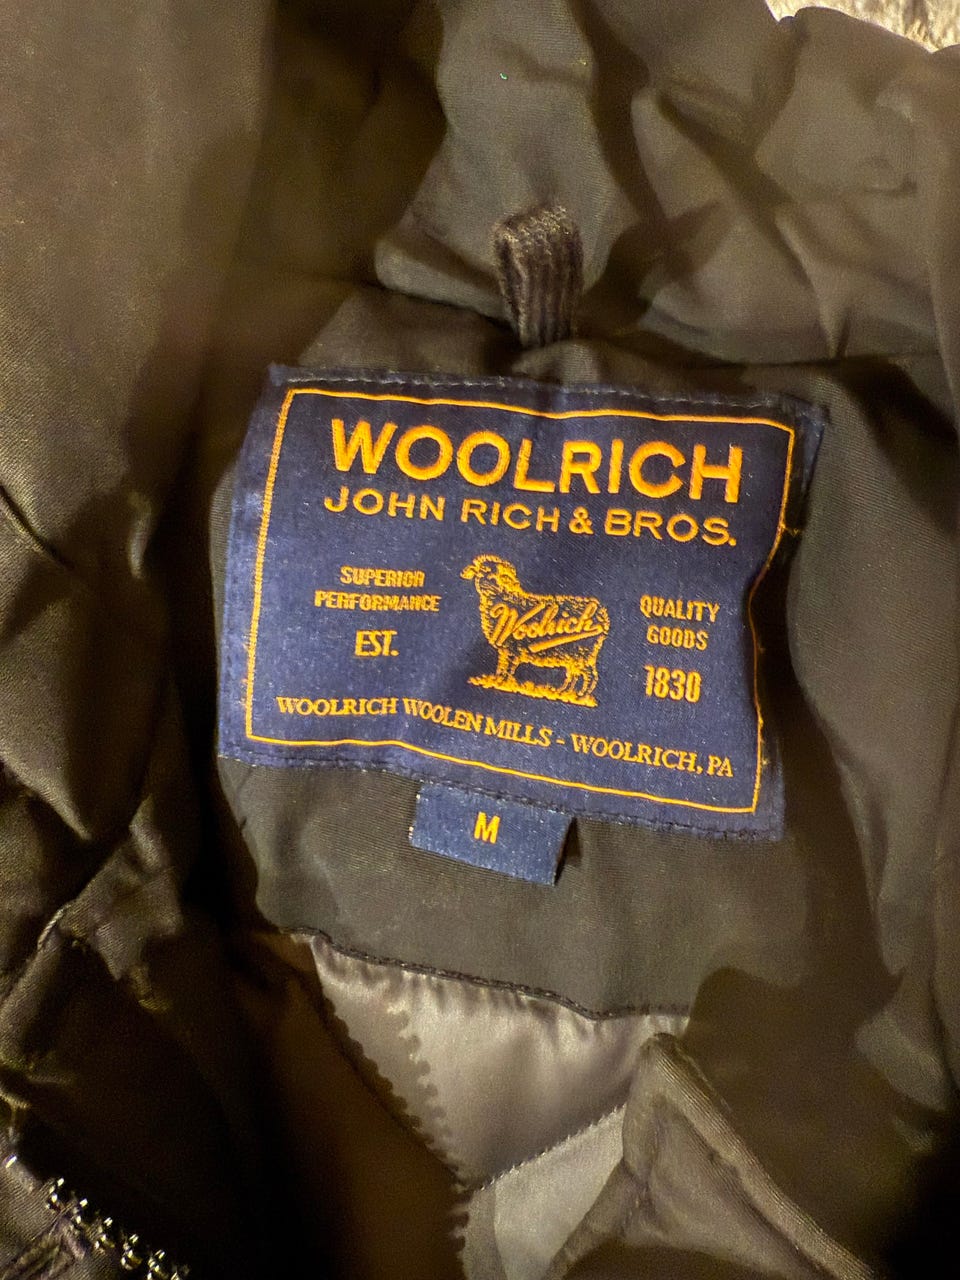 WOOLRICH
JOHN RICH & BROS.
SUPERIOR
PERFORMANCE
EST.
Woolrich
QUALITY
GOODS
1830
WOOLRICH WOOLEN MILLS - WOOLRICH, PA
M